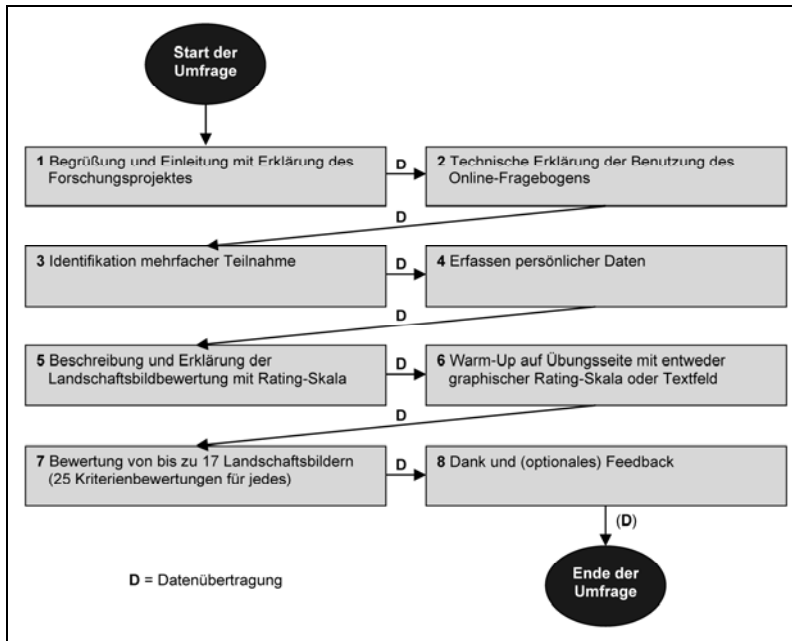 Start der
Umfrage
1 Begrüßung und Einleitung mit Erklärung des
Forschungsprojektes
D
2 Technische Erklärung der Benutzung des
Online-Fragebogens
D
3 Identifikation mehrfacher Teilnahme
D
4 Erfassen persönlicher Daten
D
5 Beschreibung und Erklärung der
Landschaftsbildbewertung mit Rating-Skala
D
6 Warm-Up auf Übungsseite mit entweder
graphischer Rating-Skala oder Textfeld
D
7 Bewertung von bis zu 17 Landschaftsbildern
(25 Kriterienbewertungen für jedes)
D
8 Dank und (optionales) Feedback
(D)
D = Datenübertragung
Ende der
Umfrage